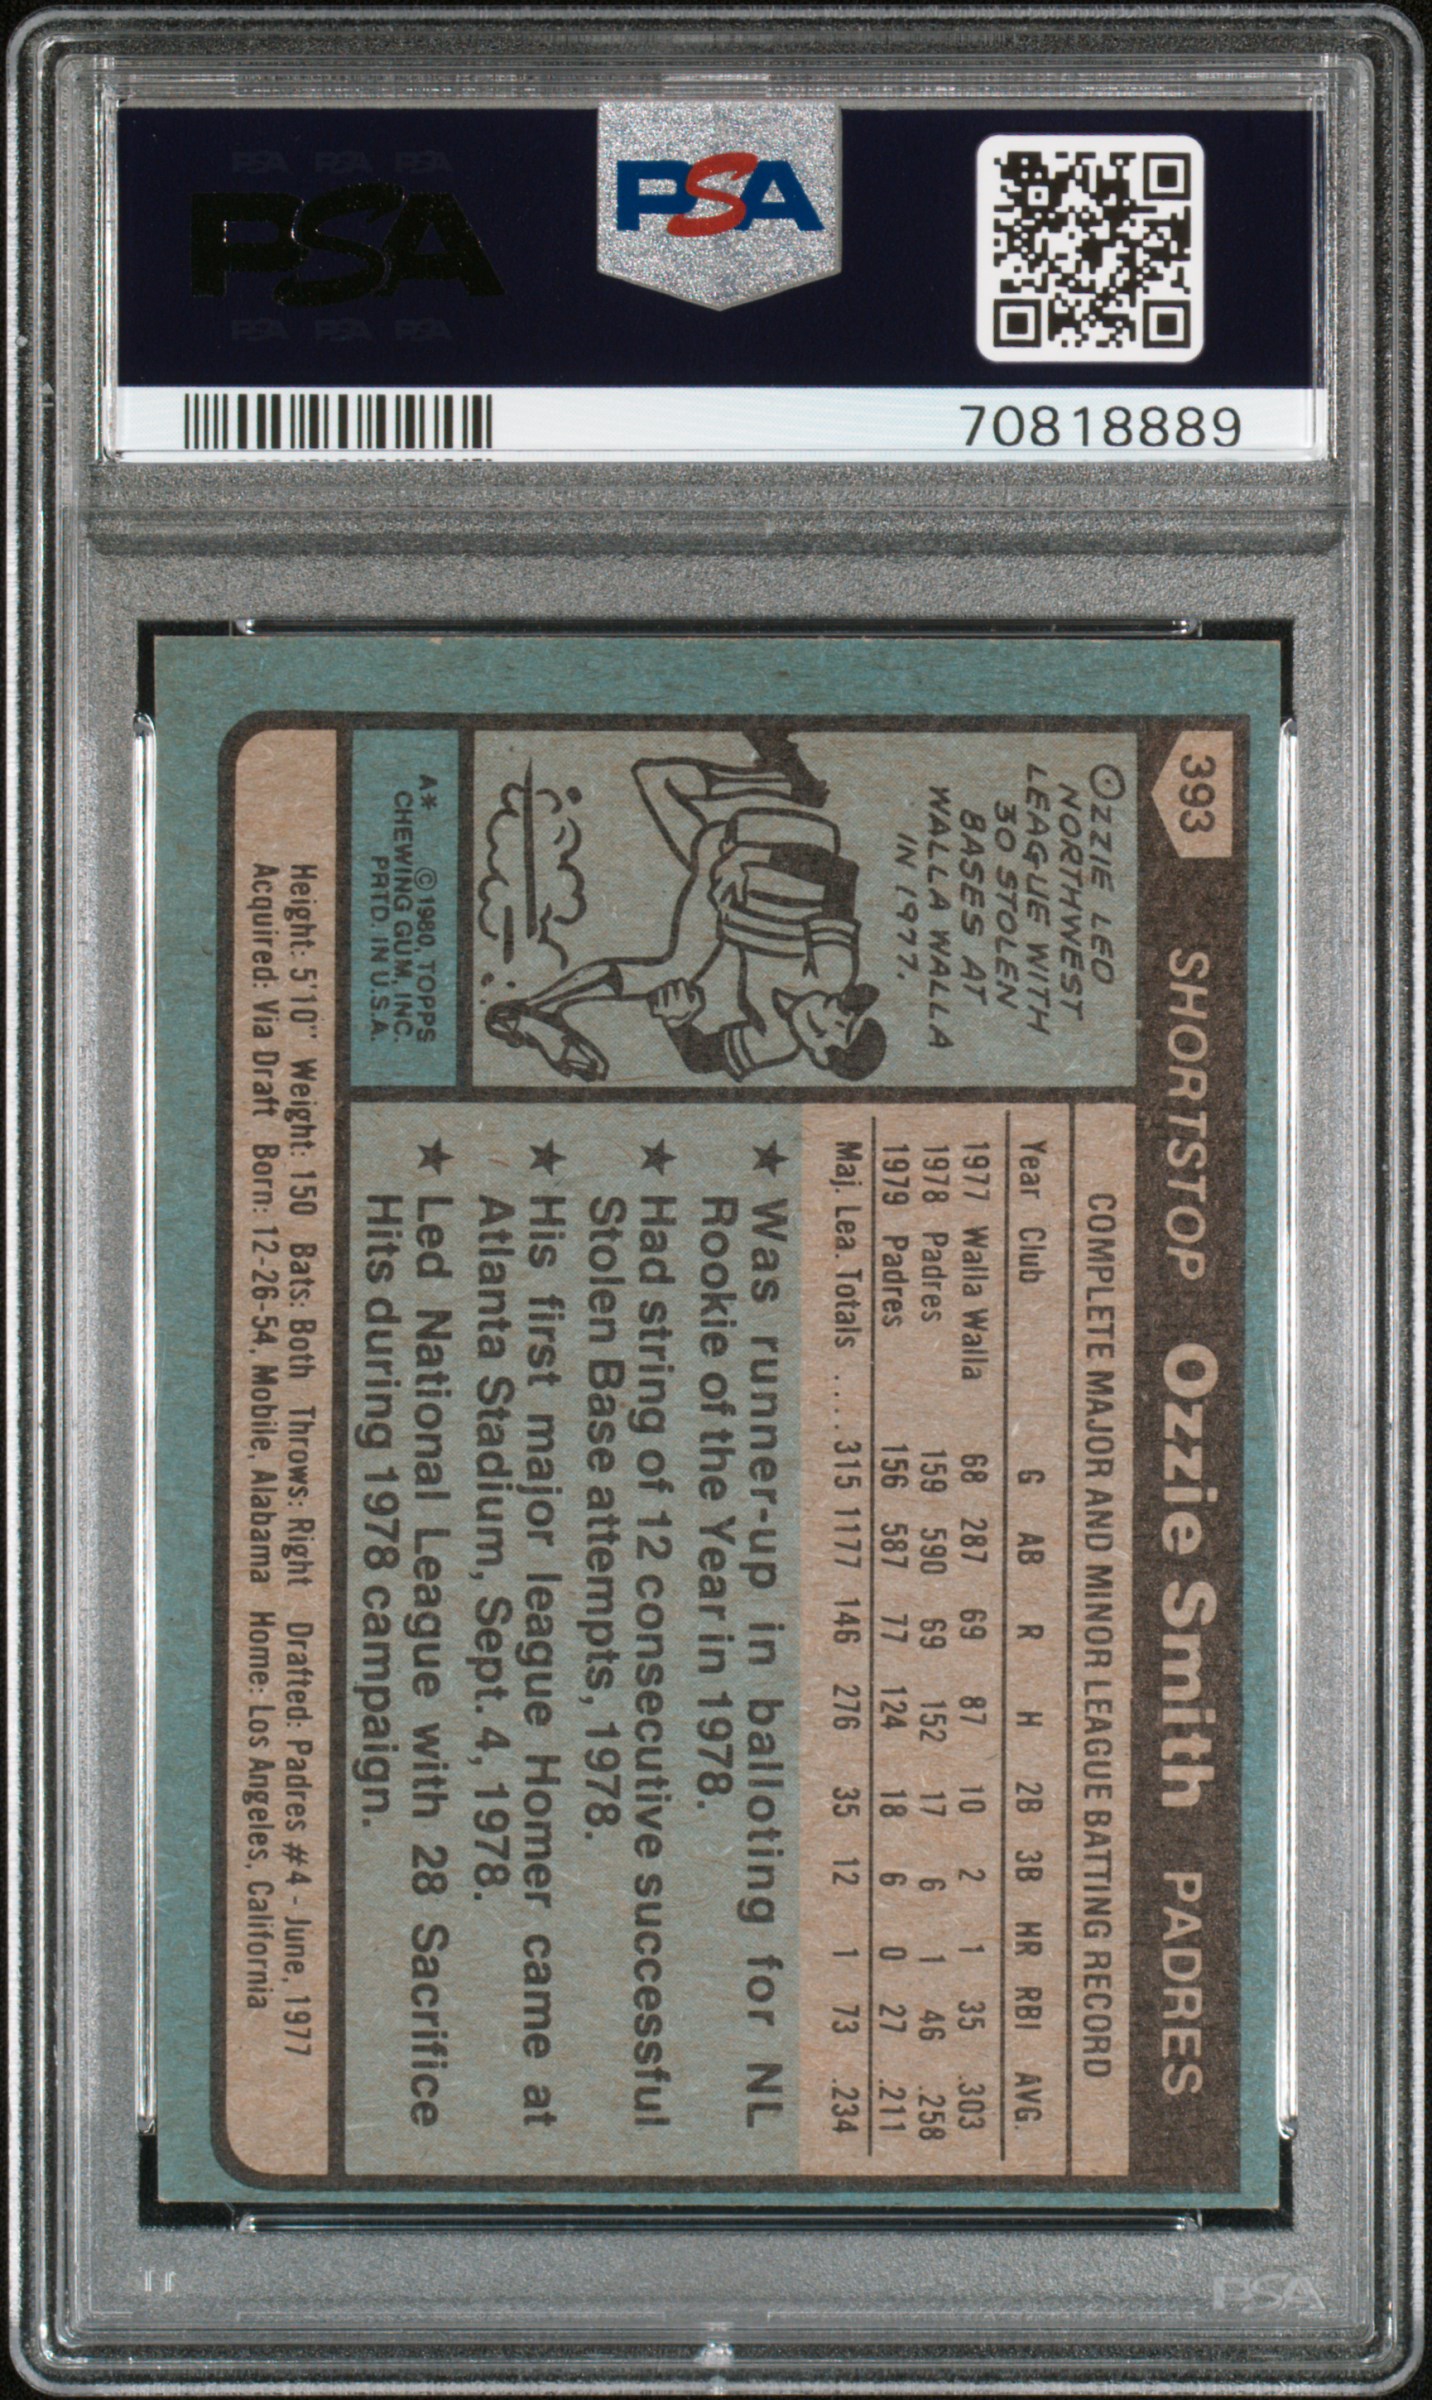 PSA PSA PSA
PSA
PSA PSA PSA
PSA
70818889
393 SHORTSTOP Ozzie Smith PADRES
OZZIE LED
NORTHWEST
LEAGUE WITH
30 STOLEN
BASES AT
WALLA WALLA
IN 1977.
A* © 1980, TOPPS
CHEWING GUM, INC.
PRTD. IN U.S.A.
COMPLETE MAJOR AND MINOR LEAGUE BATTING RECORD
Year Club G AB R H 2B 3B HR RBI AVG.
1977 Walla Walla 68 287 69 87 10 2 1 35 .303
1978 Padres 159 590 69 152 17 6 1 46 .258
1979 Padres 156 587 77 124 18 6 0 27 .211
Maj. Lea. Totals .... 315 1177 146 276 35 12 1 73 .234
★ Was runner-up in balloting for NL
Rookie of the Year in 1978.
★ Had string of 12 consecutive successful
Stolen Base attempts, 1978.
★ His first major league Homer came at
Atlanta Stadium, Sept. 4, 1978.
★ Led National League with 28 Sacrifice
Hits during 1978 campaign.
Height: 5'10" Weight: 150 Bats: Both Throws: Right Drafted: Padres #4 - June, 1977
Acquired: Via Draft Born: 12-26-54, Mobile, Alabama Home: Los Angeles, California
PSA